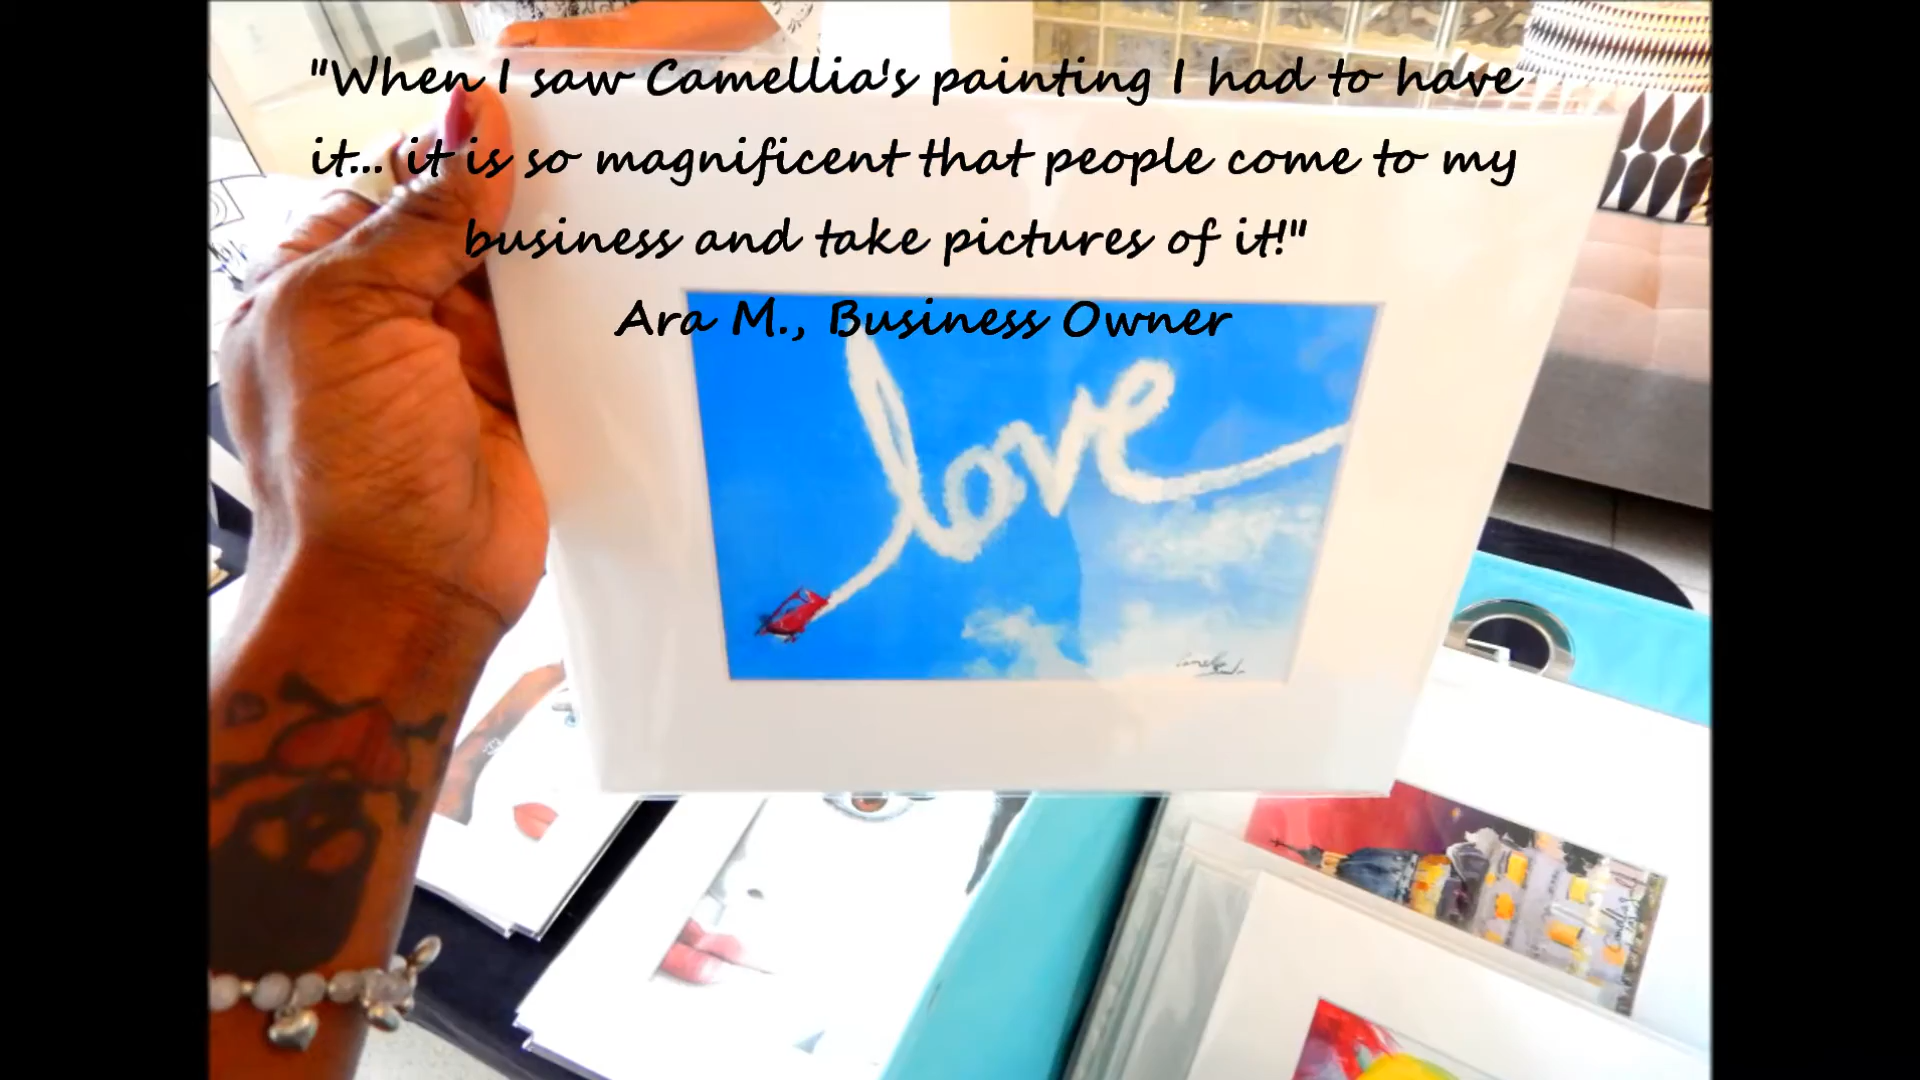 "When I saw Camellia's painting I had to have
it... it is so magnificent that people come to my
business and take pictures of it!"
Ara M., Business Owner
love